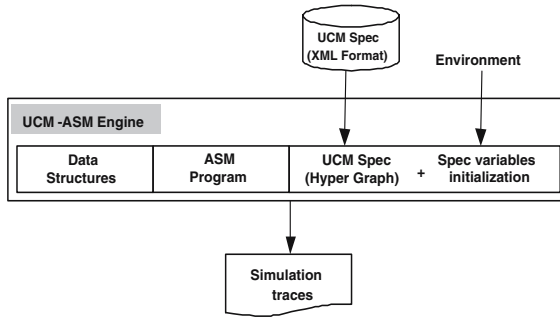 UCM Spec
(XML Format)
Environment
UCM -ASM Engine
Data
Structures
ASM
Program
UCM Spec
(Hyper Graph)
+
Spec variables
initialization
Simulation
traces